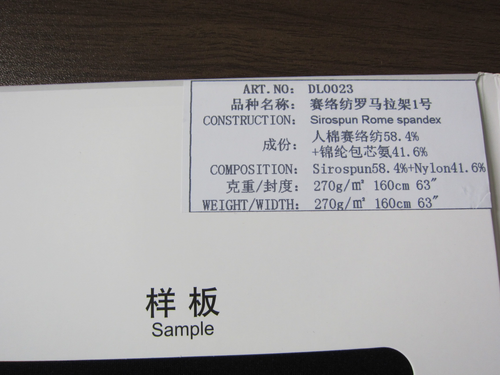 ART.NO: DL0023
品种名称: 赛络纺罗马拉架1号
CONSTRUCTION: Sirospun Rome spandex
成份: 人棉赛络纺58.4%
+锦纶包芯氨41.6%
COMPOSITION: Sirospun58.4%+Nylon41.6%
克重/封度: 270g/㎡ 160cm 63"
WEIGHT/WIDTH: 270g/㎡ 160cm 63"
样板
Sample